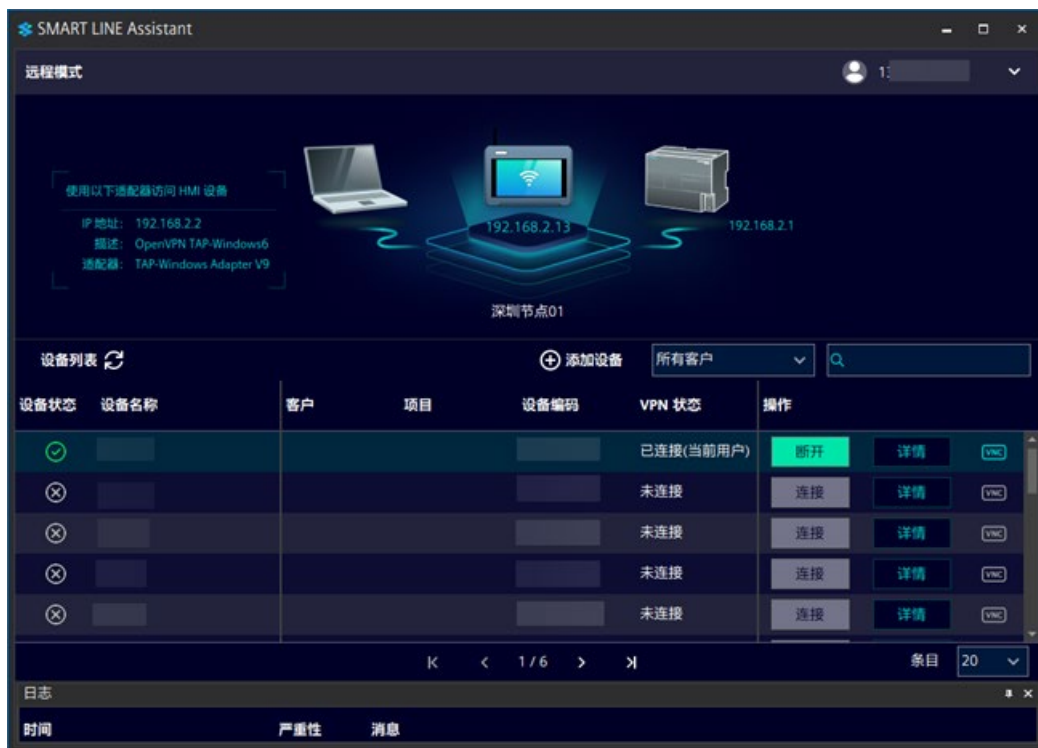 SMART LINE Assistant
远程模式
使用以下适配器访问 HMI 设备
IP 地址: 192.168.2.2
描述: OpenVPN TAP-Windows6
适配器: TAP-Windows Adapter V9
192.168.2.13
192.168.2.1
深圳节点01
设备列表 添加设备 所有客户
设备状态 设备名称 客户 项目 设备编码 VPN 状态 操作
已连接(当前用户) 断开 详情 VNC
未连接 连接 详情 VNC
未连接 连接 详情 VNC
未连接 连接 详情 VNC
未连接 连接 详情 VNC
1 / 6 条目 20
日志
时间 严重性 消息